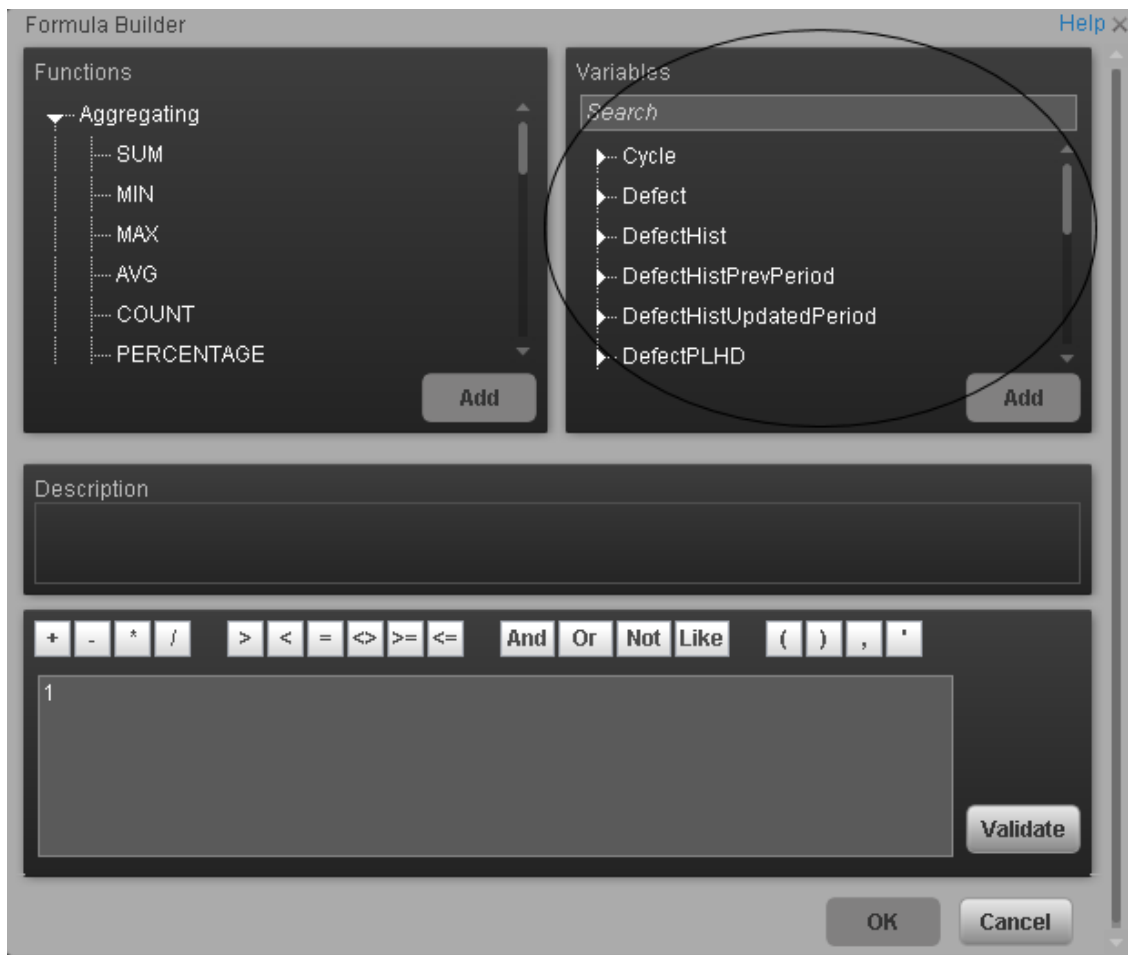 Formula Builder
Help ×
Functions
Aggregating
SUM
MIN
MAX
AVG
COUNT
PERCENTAGE
Add
Variables
Search
Cycle
Defect
DefectHist
DefectHistPrevPeriod
DefectHistUpdatedPeriod
DefectPLHD
Add
Description
+ - * / > < = <> >= <= And Or Not Like ( ) , '
1
Validate
OK Cancel